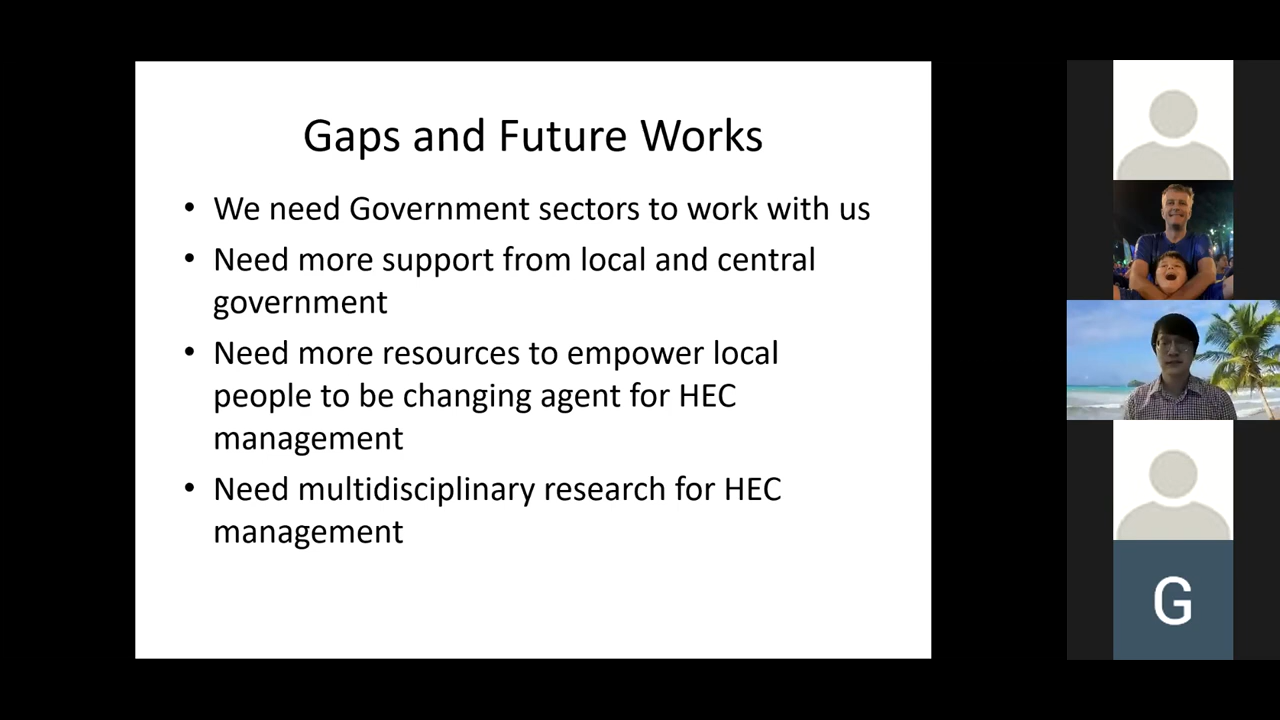 Gaps and Future Works
• We need Government sectors to work with us
• Need more support from local and central
government
• Need more resources to empower local
people to be changing agent for HEC
management
• Need multidisciplinary research for HEC
management
G